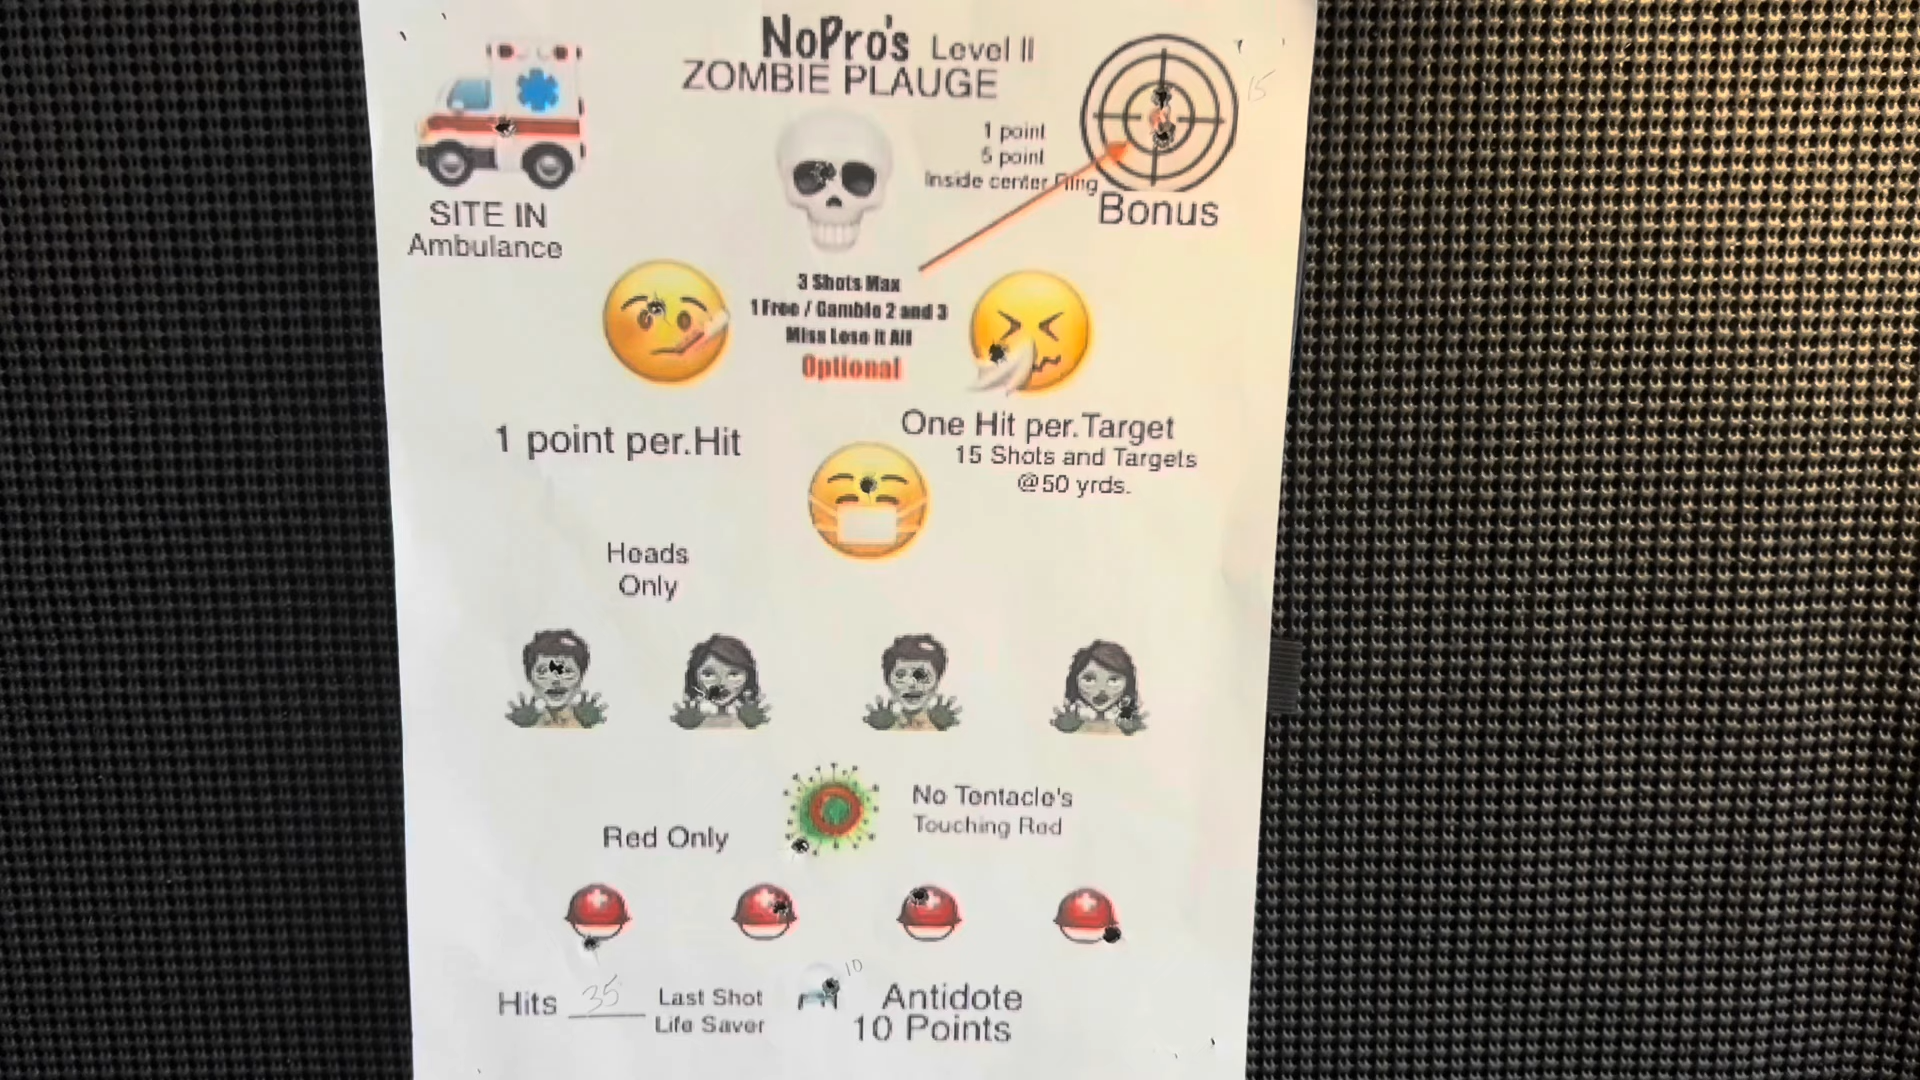 NoPro's Level II
ZOMBIE PLAUGE
15
1 point
5 point
Inside center Ring
Bonus
SITE IN
Ambulance
3 Shots Max
1 Free / Gamble 2 and 3
Miss Lose It All
Optional
1 point per.Hit
One Hit per.Target
15 Shots and Targets
@50 yrds.
Heads
Only
No Tentacle's
Touching Red
Red Only
10
Hits 35
Last Shot
Life Saver
Antidote
10 Points